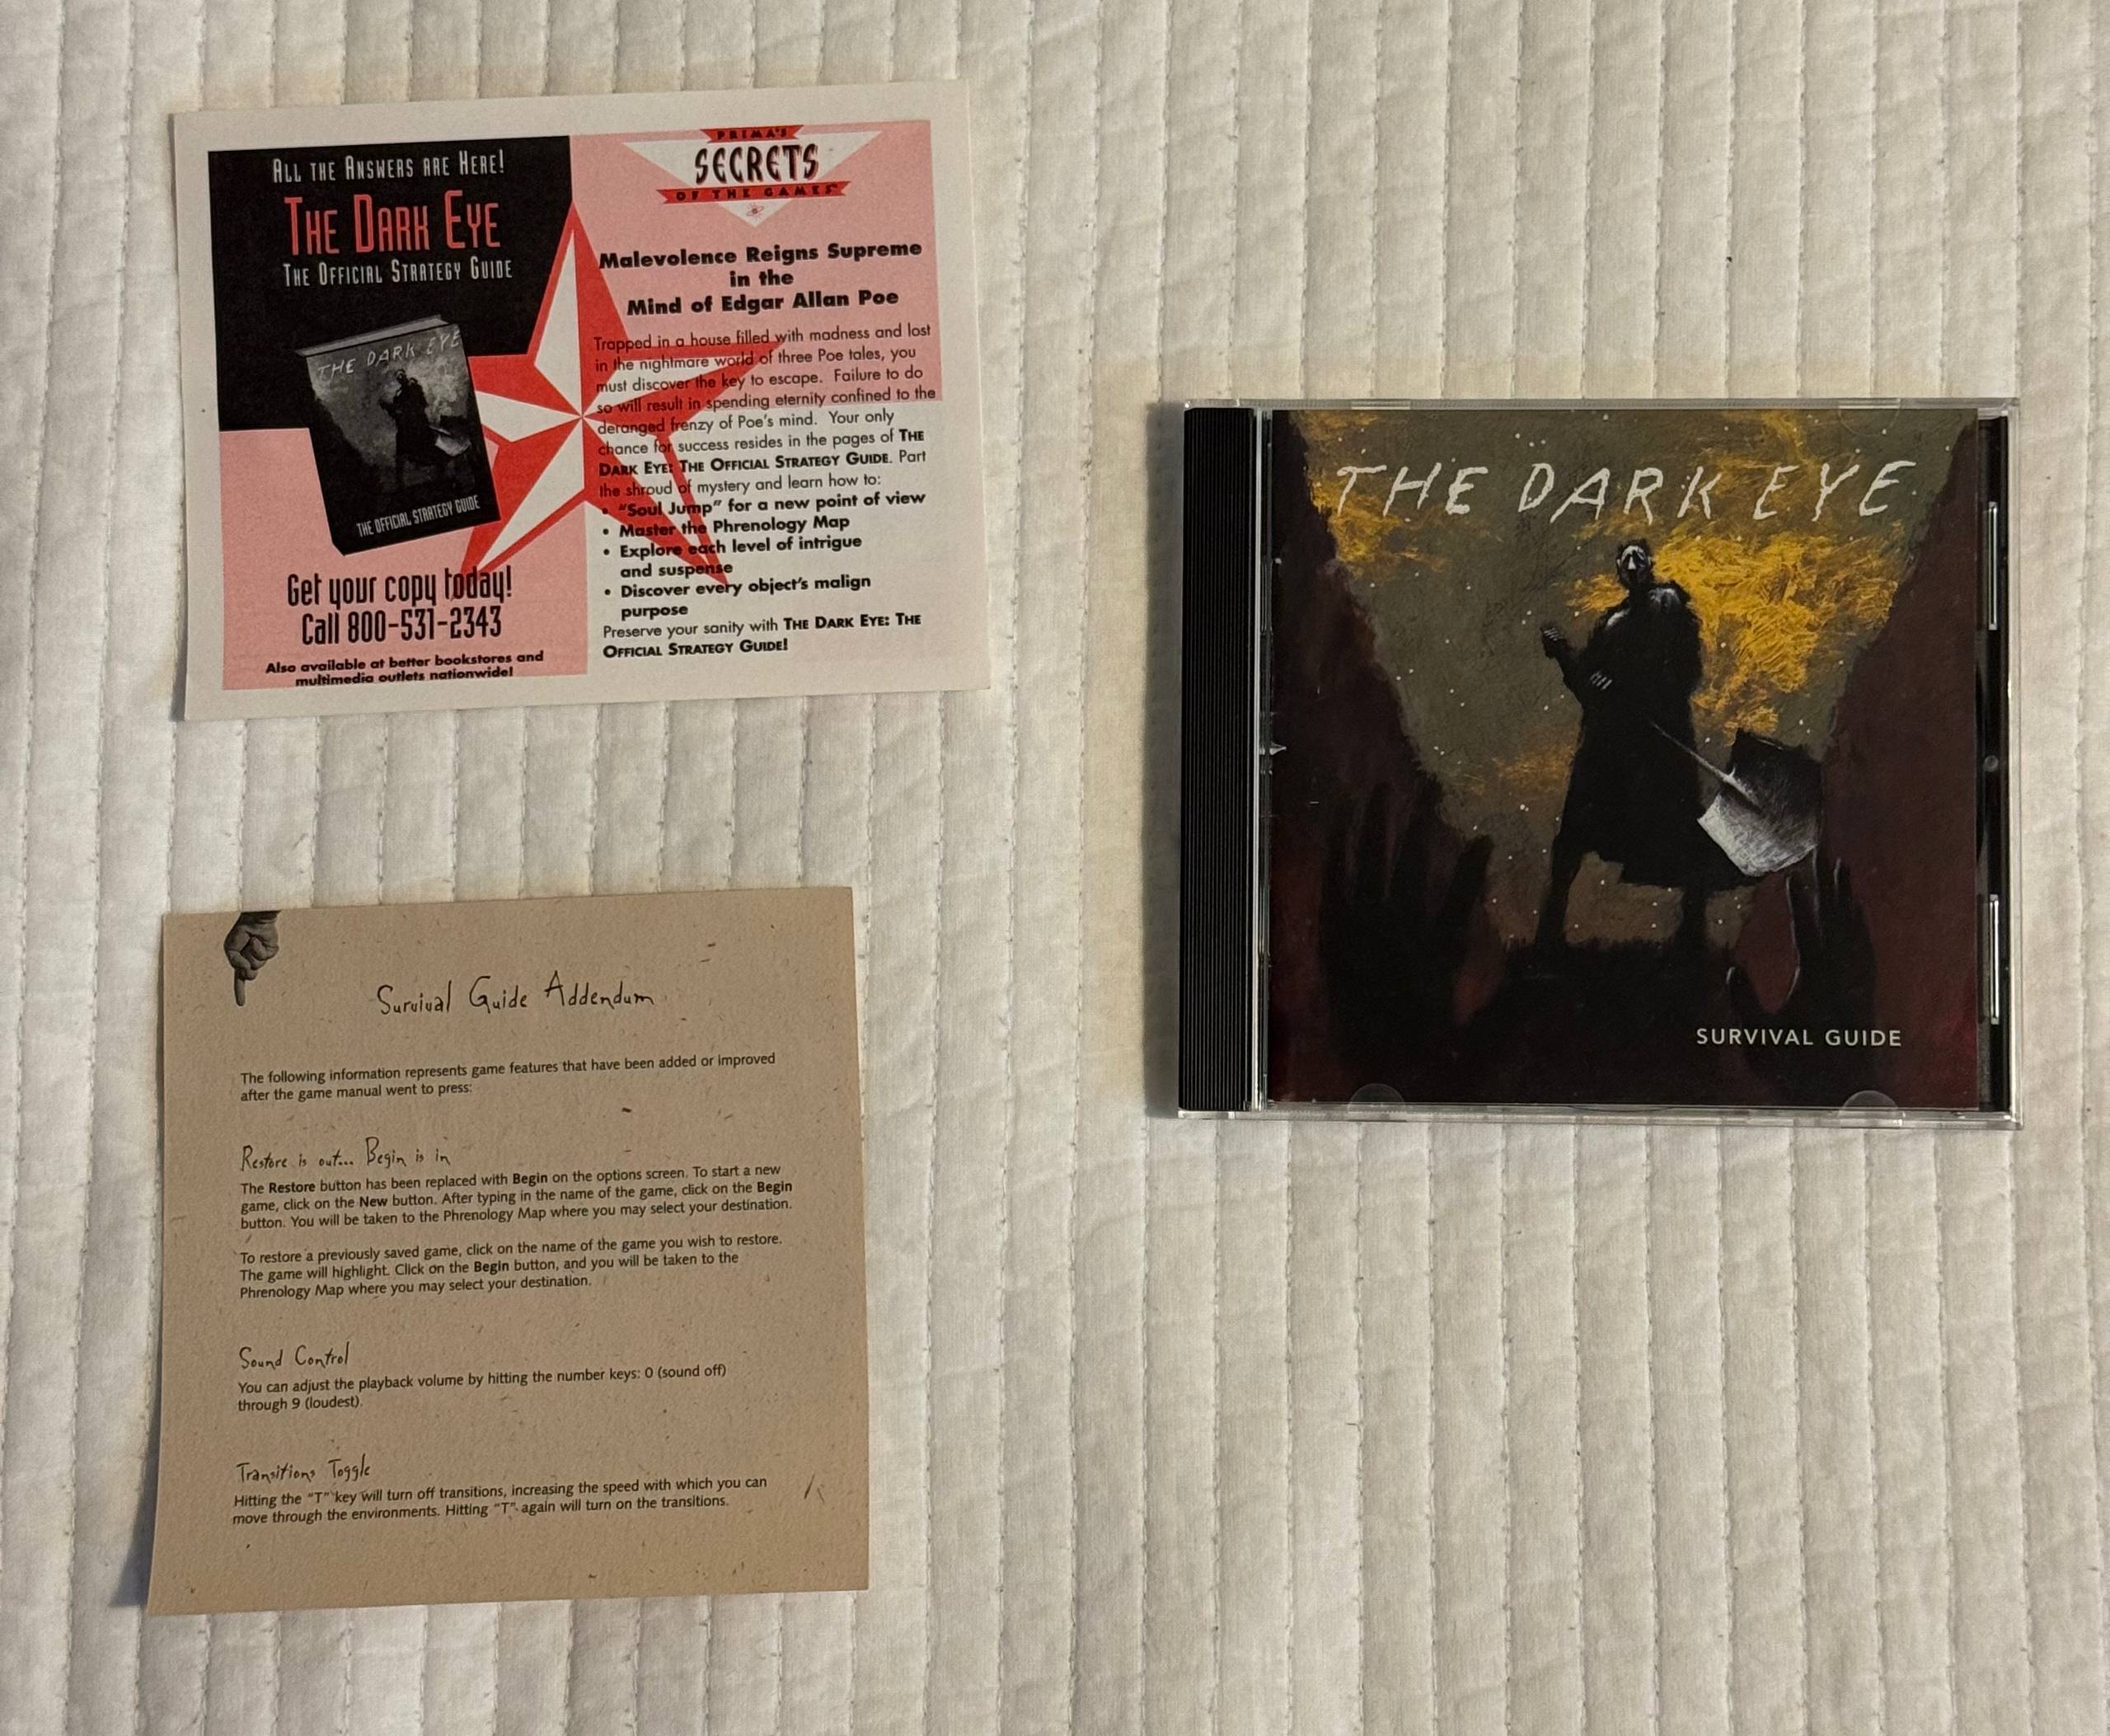 ALL THE ANSWERS ARE HERE!
THE DARK EYE
THE OFFICIAL STRATEGY GUIDE
THE DARK EYE
THE OFFICIAL STRATEGY GUIDE
Get your copy today!
Call 800-531-2343
Also available at better bookstores and
multimedia outlets nationwide!
PRIMA'S
SECRETS
OF THE GAMES™
Malevolence Reigns Supreme
in the
Mind of Edgar Allan Poe
Trapped in a house filled with madness and lost
in the nightmare world of three Poe tales, you
must discover the key to escape. Failure to do
so will result in spending eternity confined to the
deranged frenzy of Poe's mind. Your only
chance for success resides in the pages of THE
DARK EYE: THE OFFICIAL STRATEGY GUIDE. Part
the shroud of mystery and learn how to:
• "Soul Jump" for a new point of view
• Master the Phrenology Map
• Explore each level of intrigue
and suspense
• Discover every object's malign
purpose
Preserve your sanity with THE DARK EYE: THE
OFFICIAL STRATEGY GUIDE!
THE DARK EYE
SURVIVAL GUIDE
Survival Guide Addendum
The following information represents game features that have been added or improved
after the game manual went to press:
Restore is out... Begin is in
The Restore button has been replaced with Begin on the options screen. To start a new
game, click on the New button. After typing in the name of the game, click on the Begin
button. You will be taken to the Phrenology Map where you may select your destination.
To restore a previously saved game, click on the name of the game you wish to restore.
The game will highlight. Click on the Begin button, and you will be taken to the
Phrenology Map where you may select your destination.
Sound Control
You can adjust the playback volume by hitting the number keys: 0 (sound off)
through 9 (loudest).
Transitions Toggle
Hitting the "T" key will turn off transitions, increasing the speed with which you can
move through the environments. Hitting "T" again will turn on the transitions.